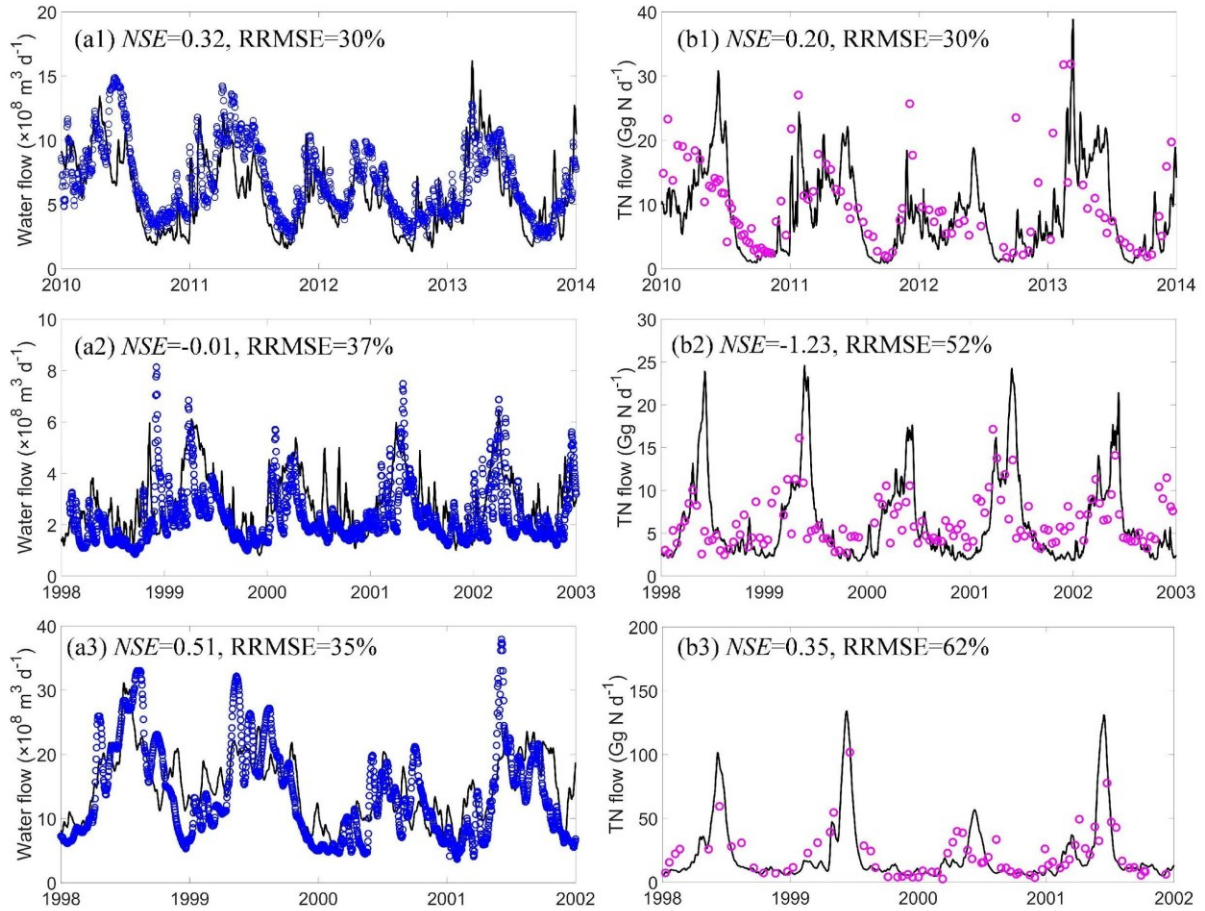 (a1) NSE=0.32, RRMSE=30%
Water flow (×10⁸ m³ d⁻¹)
20
15
10
5
0
2010 2011 2012 2013 2014
(b1) NSE=0.20, RRMSE=30%
TN flow (Gg N d⁻¹)
40
30
20
10
0
2010 2011 2012 2013 2014
(a2) NSE=-0.01, RRMSE=37%
Water flow (×10⁸ m³ d⁻¹)
10
8
6
4
2
0
1998 1999 2000 2001 2002 2003
(b2) NSE=-1.23, RRMSE=52%
TN flow (Gg N d⁻¹)
30
25
20
15
10
5
0
1998 1999 2000 2001 2002 2003
(a3) NSE=0.51, RRMSE=35%
Water flow (×10⁸ m³ d⁻¹)
40
30
20
10
0
1998 1999 2000 2001 2002
(b3) NSE=0.35, RRMSE=62%
TN flow (Gg N d⁻¹)
200
150
100
50
0
1998 1999 2000 2001 2002